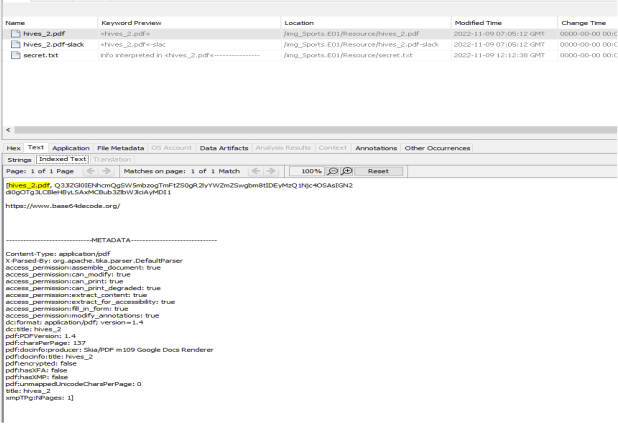 Name Location Modified Time Change Time
Keyword Preview
hives_2.pdf «hives_2.pdf« /img_Sports.E01/Resource/hives_2.pdf 2022-11-09 07:05:12 GMT 0000-00-00 00:0
hives_2.pdf-slack «hives_2.pdf«-slac /img_Sports.E01/Resource/hives_2.pdf-slack 2022-11-09 07:05:12 GMT 0000-00-00 00:0
secret.txt info interpreted in «hives_2.pdf«---------------- /img_Sports.E01/Resource/secret.txt 2022-11-09 12:12:38 GMT 0000-00-00 00:0
Hex Text Application File Metadata OS Account Data Artifacts Analysis Results Context Annotations Other Occurrences
Strings Indexed Text Translation
Page: 1 of 1 Page Matches on page: 1 of 1 Match 100% Reset
[hives_2.pdf,
https://www.base64decode.org/
-----------------------------METADATA-----------------------------
Content-Type: application/pdf
X-Parsed-By: org.apache.tika.parser.DefaultParser
access_permission:assemble_document: true
access_permission:can_modify: true
access_permission:can_print: true
access_permission:can_print_degraded: true
access_permission:extract_content: true
access_permission:extract_for_accessibility: true
access_permission:fill_in_form: true
access_permission:modify_annotations: true
dc:format: application/pdf; version=1.4
dc:title: hives_2
pdf:PDFVersion: 1.4
pdf:charsPerPage: 137
pdf:docinfo:producer: Skia/PDF m109 Google Docs Renderer
pdf:docinfo:title: hives_2
pdf:encrypted: false
pdf:hasXFA: false
pdf:hasXMP: false
pdf:unmappedUnicodeCharsPerPage: 0
title: hives_2
xmpTPg:NPages: 1]